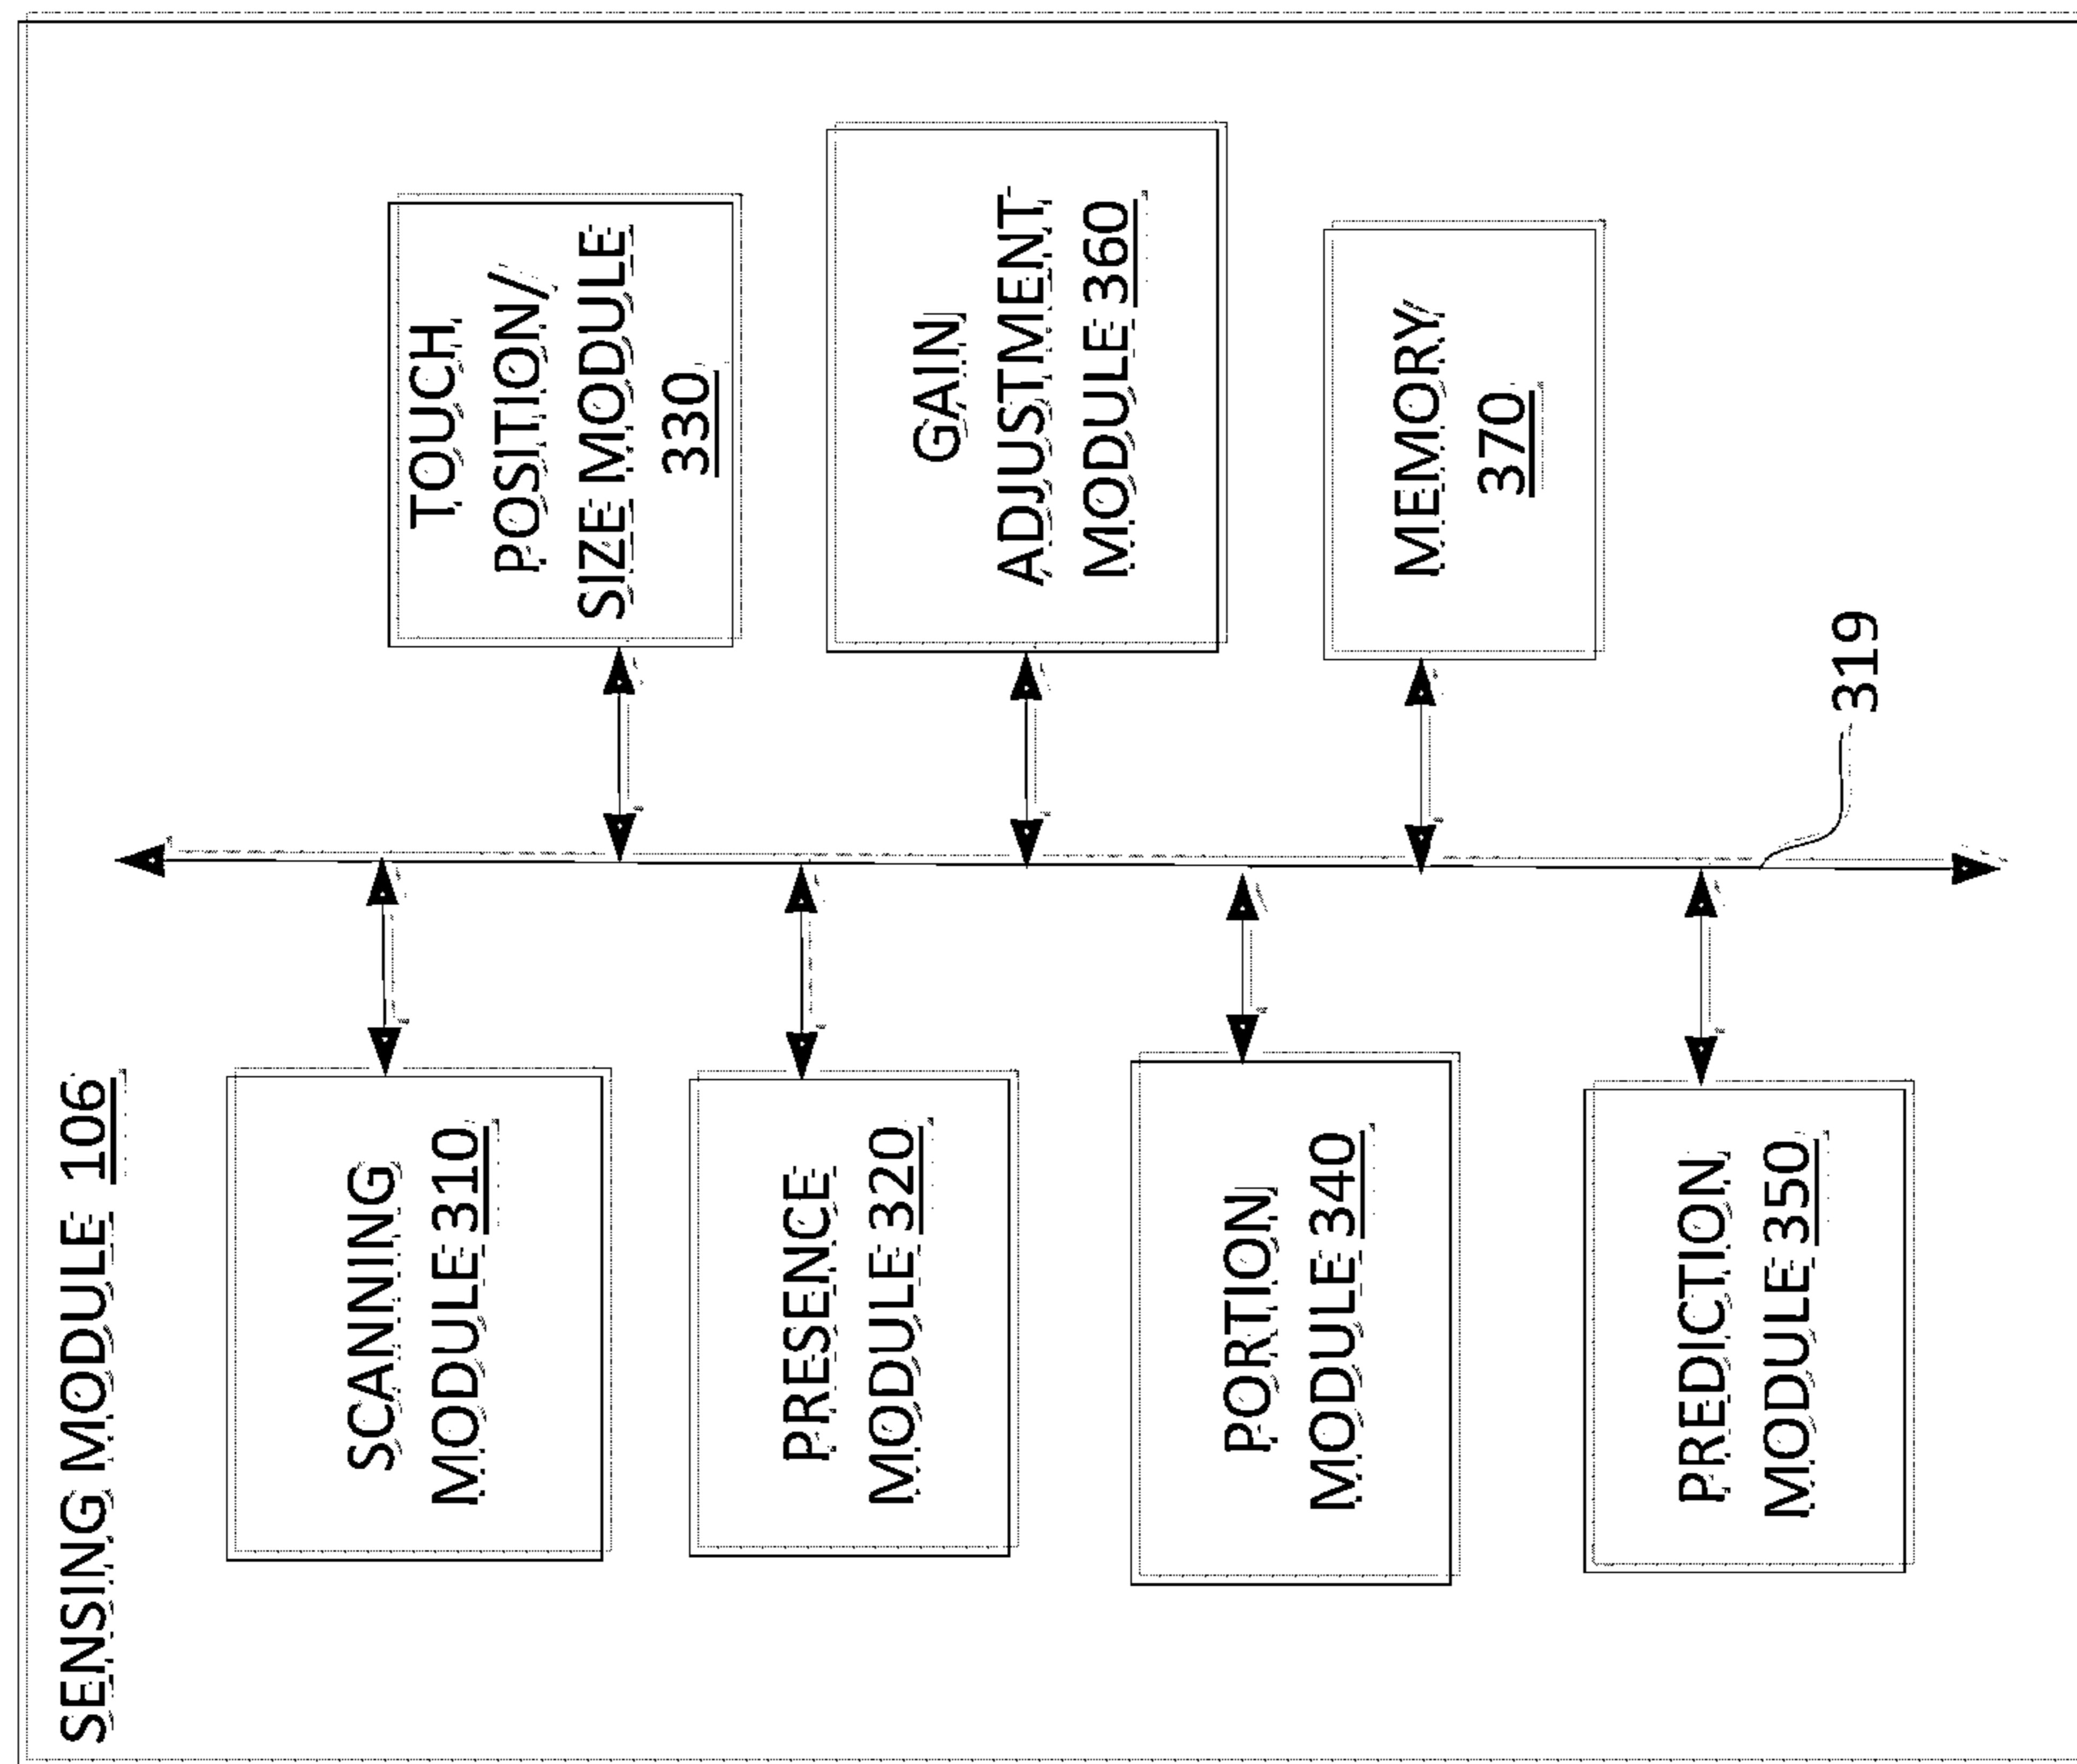 SENSING MODULE 106
SCANNING
MODULE 310
PRESENCE
MODULE 320
PORTION
MODULE 340
PREDICTION
MODULE 350
TOUCH
POSITION/
SIZE MODULE
330
GAIN
ADJUSTMENT
MODULE 360
MEMORY
370
319